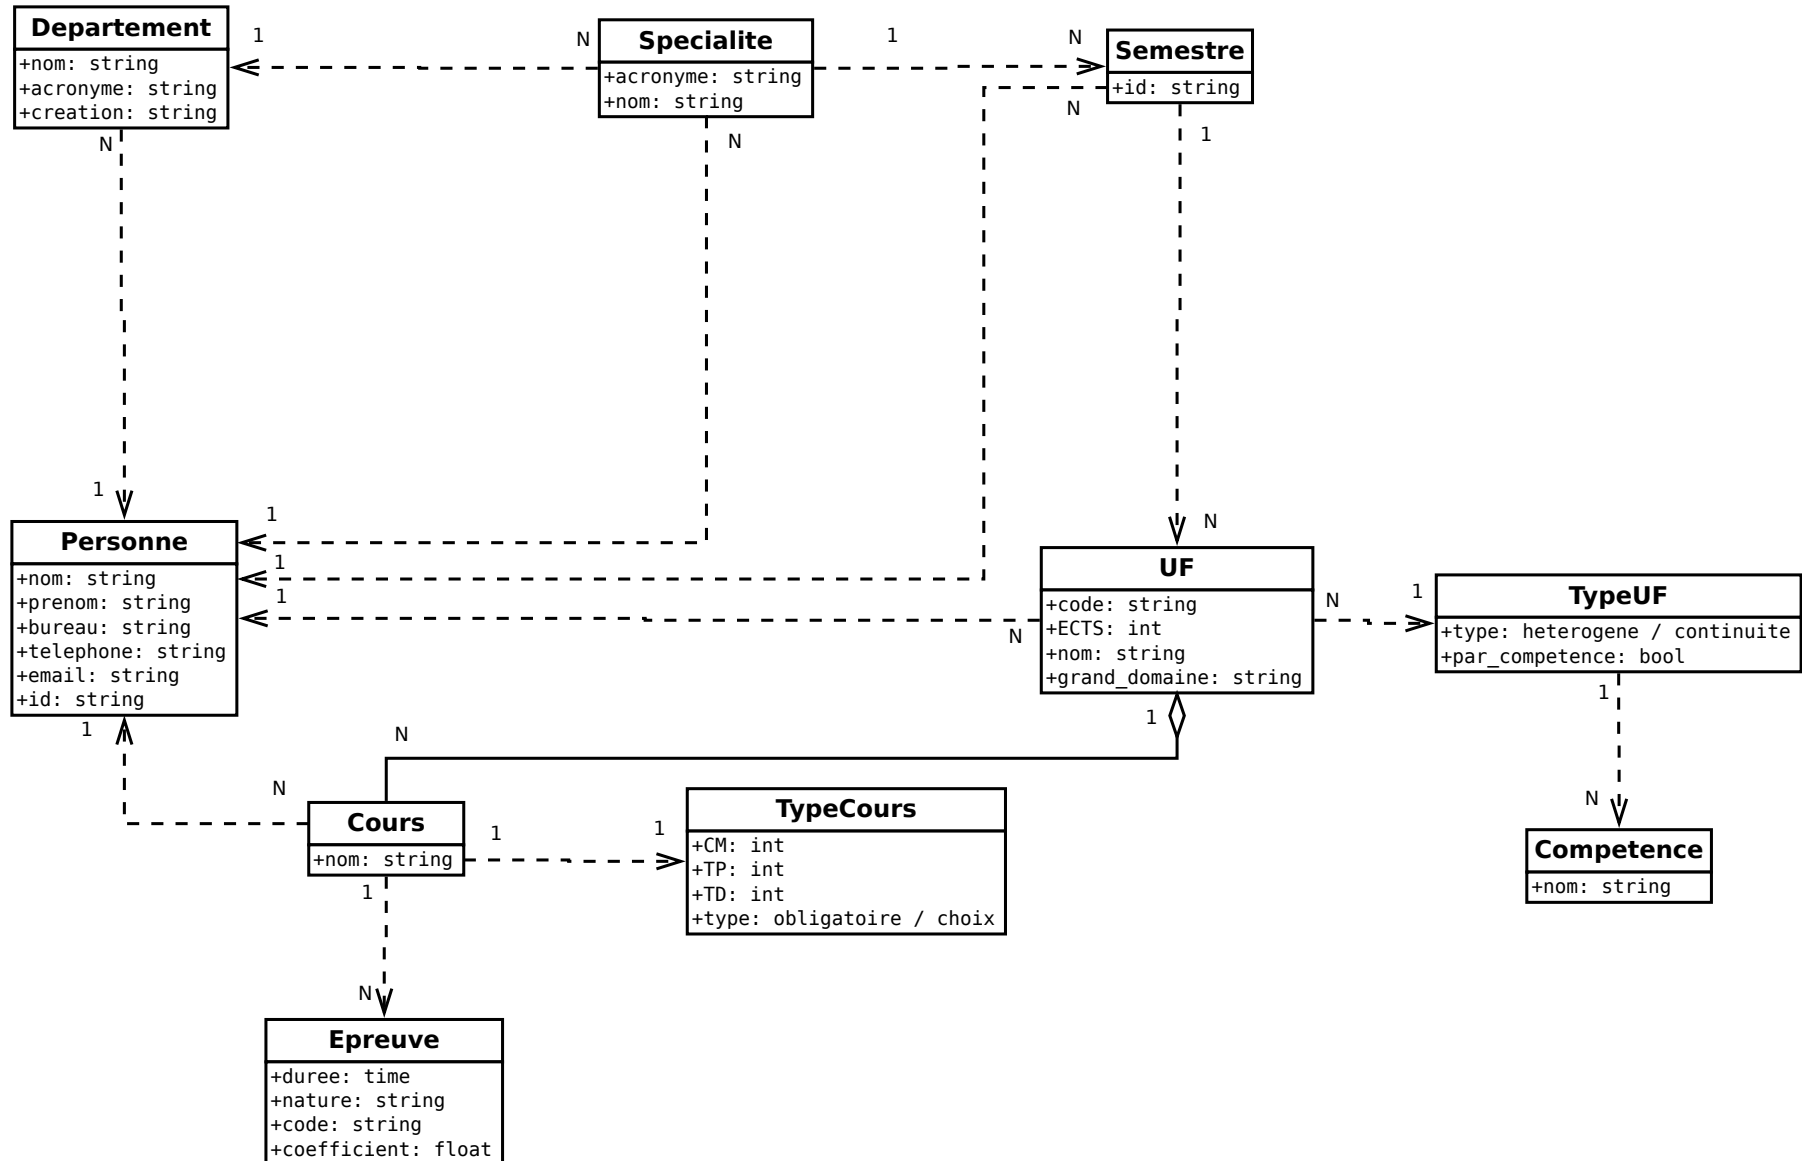 Departement
+nom: string
+acronyme: string
+creation: string
1
N
Specialite
+acronyme: string
+nom: string
1
N
Semestre
+id: string
N
N
N
1
1
1
1
1
N
Personne
+nom: string
+prenom: string
+bureau: string
+telephone: string
+email: string
+id: string
N
UF
+code: string
+ECTS: int
+nom: string
+grand_domaine: string
N
1
TypeUF
+type: heterogene / continuite
+par_competence: bool
1
1
1
N
N
N
Cours
+nom: string
1
1
TypeCours
+CM: int
+TP: int
+TD: int
+type: obligatoire / choix
Competence
+nom: string
1
N
Epreuve
+duree: time
+nature: string
+code: string
+coefficient: float